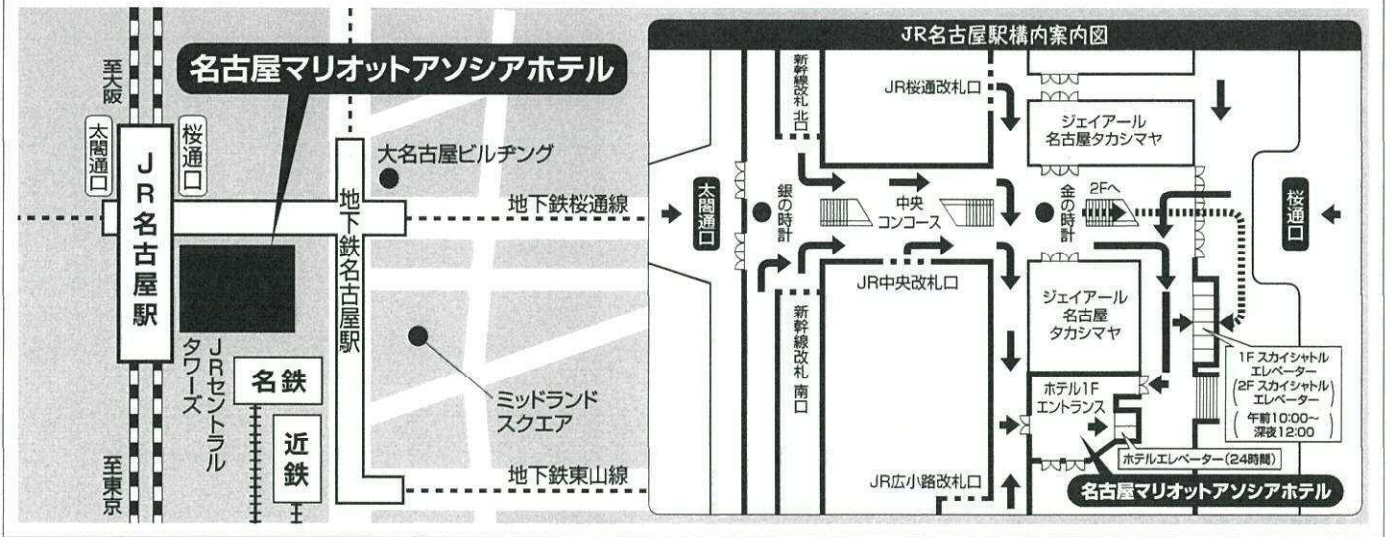 名古屋マリオットアソシアホテル
至大阪
太閤通口
桜通口
JR名古屋駅
大名古屋ビルヂング
地下鉄桜通線
地下鉄名古屋駅
JRセントラル
タワーズ
名鉄
近鉄
ミッドランド
スクエア
地下鉄東山線
至東京
JR名古屋駅構内案内図
新幹線改札 北口
JR桜通改札口
ジェイアール
名古屋タカシマヤ
太閤通口
銀の時計
中央
コンコース
金の時計
2Fへ
桜通口
JR中央改札口
新幹線改札 南口
ジェイアール
名古屋
タカシマヤ
1F スカイシャトル
エレベーター
(2F スカイシャトル
エレベーター)
(午前10:00〜
深夜12:00)
ホテル1F
エントランス
ホテルエレベーター(24時間)
JR広小路改札口
名古屋マリオットアソシアホテル